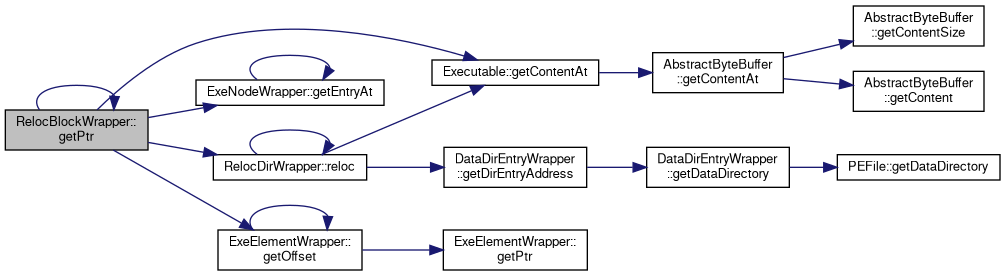 RelocBlockWrapper::
getPtr
ExeNodeWrapper::getEntryAt
RelocDirWrapper::reloc
ExeElementWrapper::
getOffset
Executable::getContentAt
DataDirEntryWrapper
::getDirEntryAddress
ExeElementWrapper::
getPtr
AbstractByteBuffer
::getContentAt
DataDirEntryWrapper
::getDataDirectory
AbstractByteBuffer
::getContentSize
AbstractByteBuffer
::getContent
PEFile::getDataDirectory